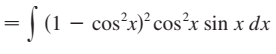 = ∫ (1 − cos²x)² cos²x sin x dx